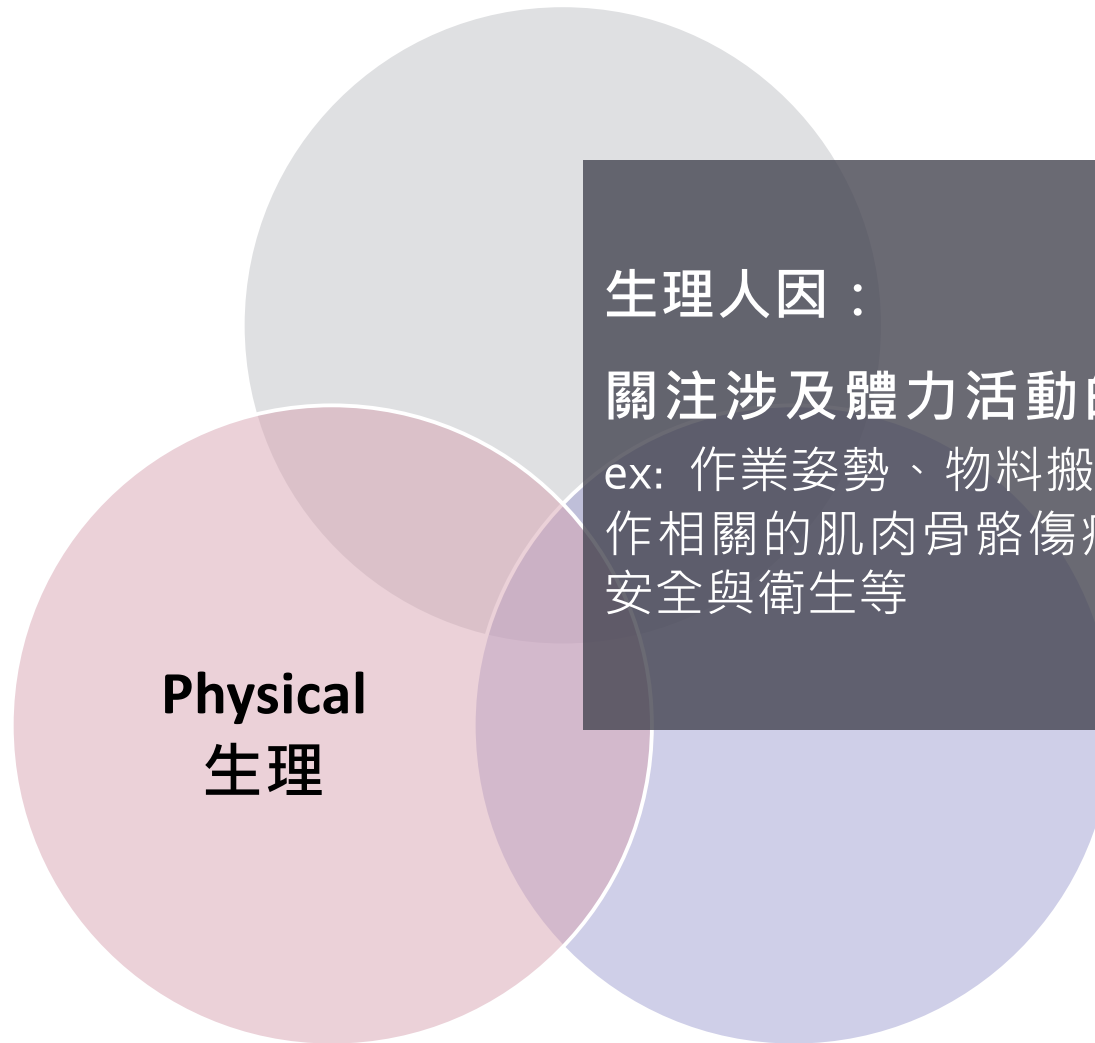 生理人因：
關注涉及體力活動的
ex: 作業姿勢、物料搬
作相關的肌肉骨骼傷
安全與衛生等
Physical
生理